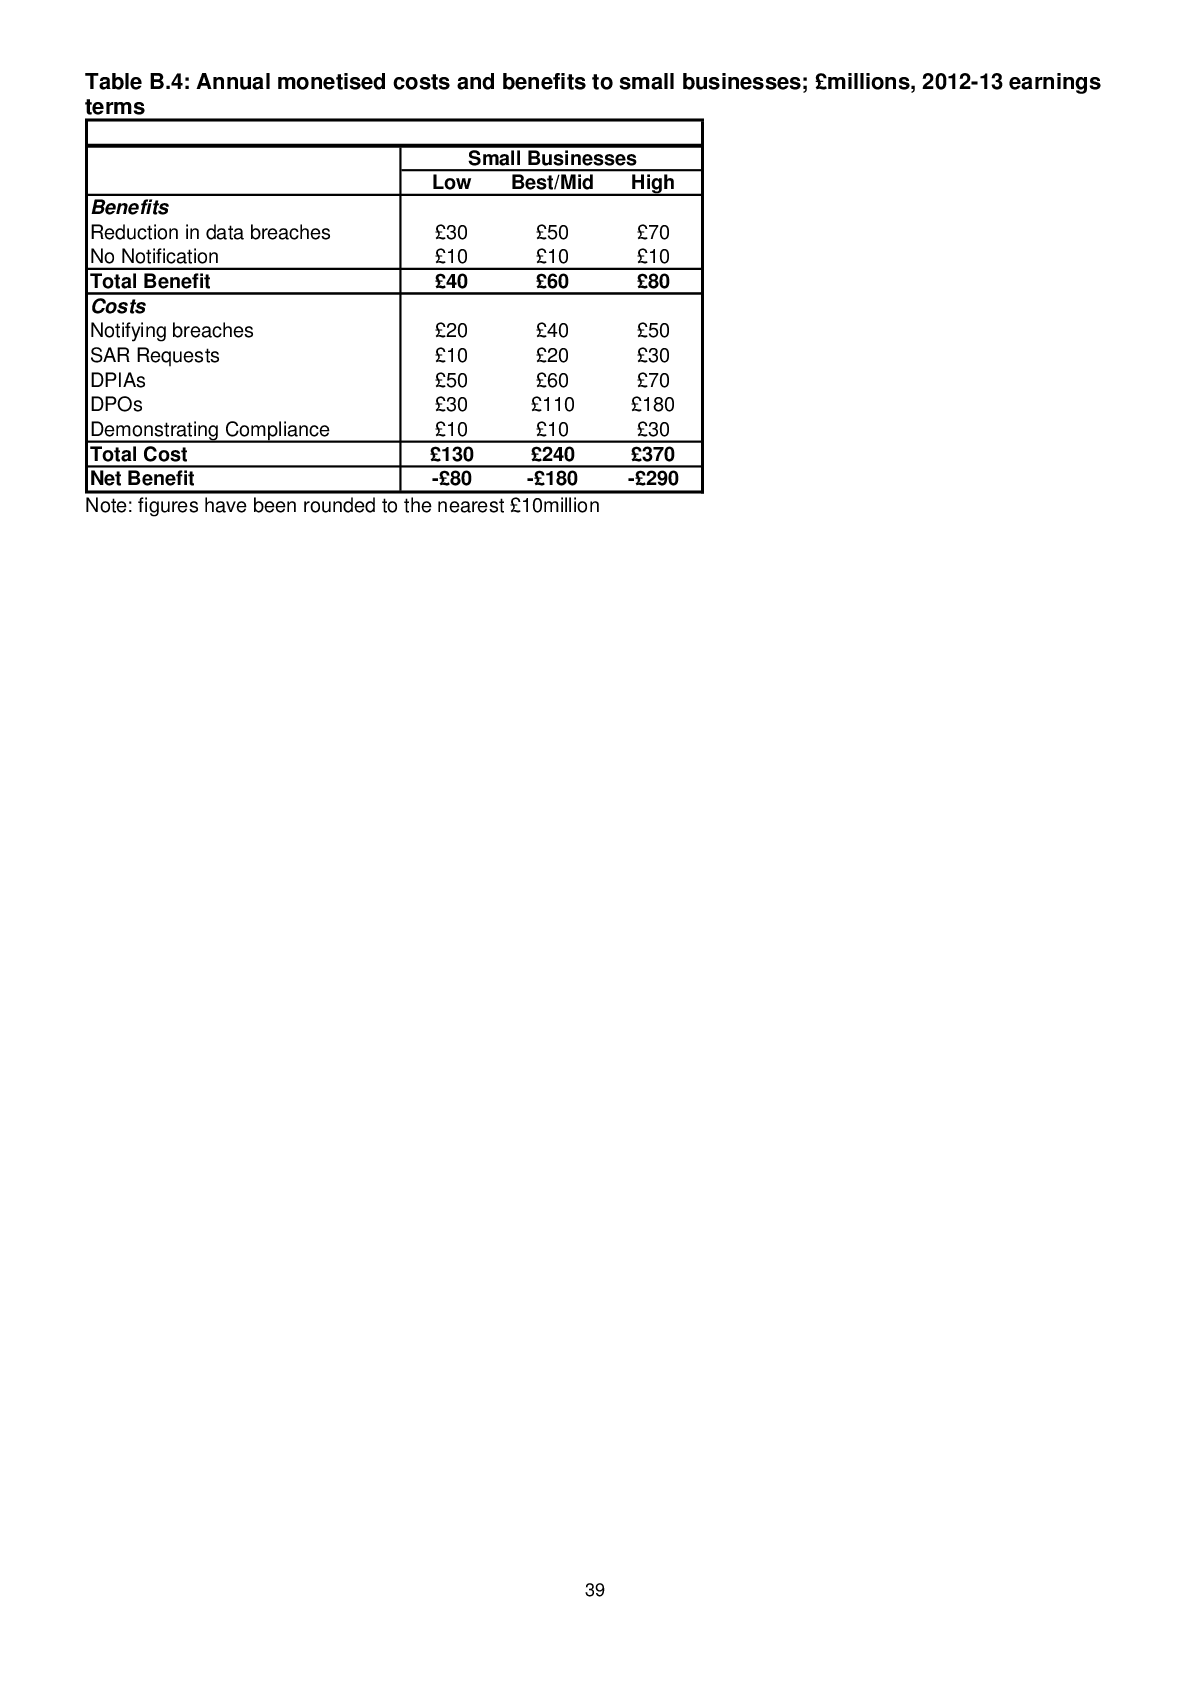 Table B.4: Annual monetised costs and benefits to small businesses; £millions, 2012-13 earnings
terms
Small Businesses
Low Best/Mid High
Benefits
Reduction in data breaches £30 £50 £70
No Notification £10 £10 £10
Total Benefit £40 £60 £80
Costs
Notifying breaches £20 £40 £50
SAR Requests £10 £20 £30
DPIAs £50 £60 £70
DPOs £30 £110 £180
Demonstrating Compliance £10 £10 £30
Total Cost £130 £240 £370
Net Benefit -£80 -£180 -£290
Note: figures have been rounded to the nearest £10million
39